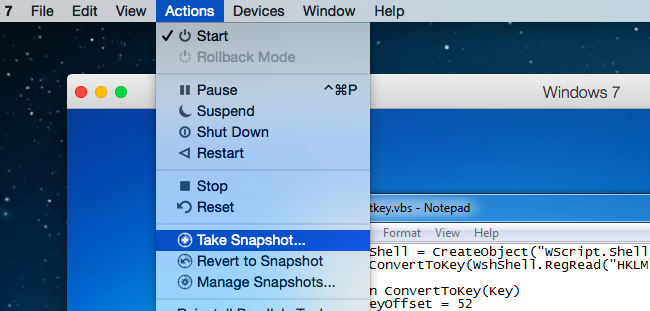 7 File Edit View Actions Devices Window Help
Start
Rollback Mode
Windows 7
Pause ^⌘P
Suspend
Shut Down
Restart
Stop
Reset
tkey.vbs - Notepad
Format View Help
Take Snapshot...
Shell = CreateObject("WScript.Shell
Revert to Snapshot
ConvertToKey(WshShell.RegRead("HKLM
Manage Snapshots...
n ConvertToKey(Key)
eyOffset = 52